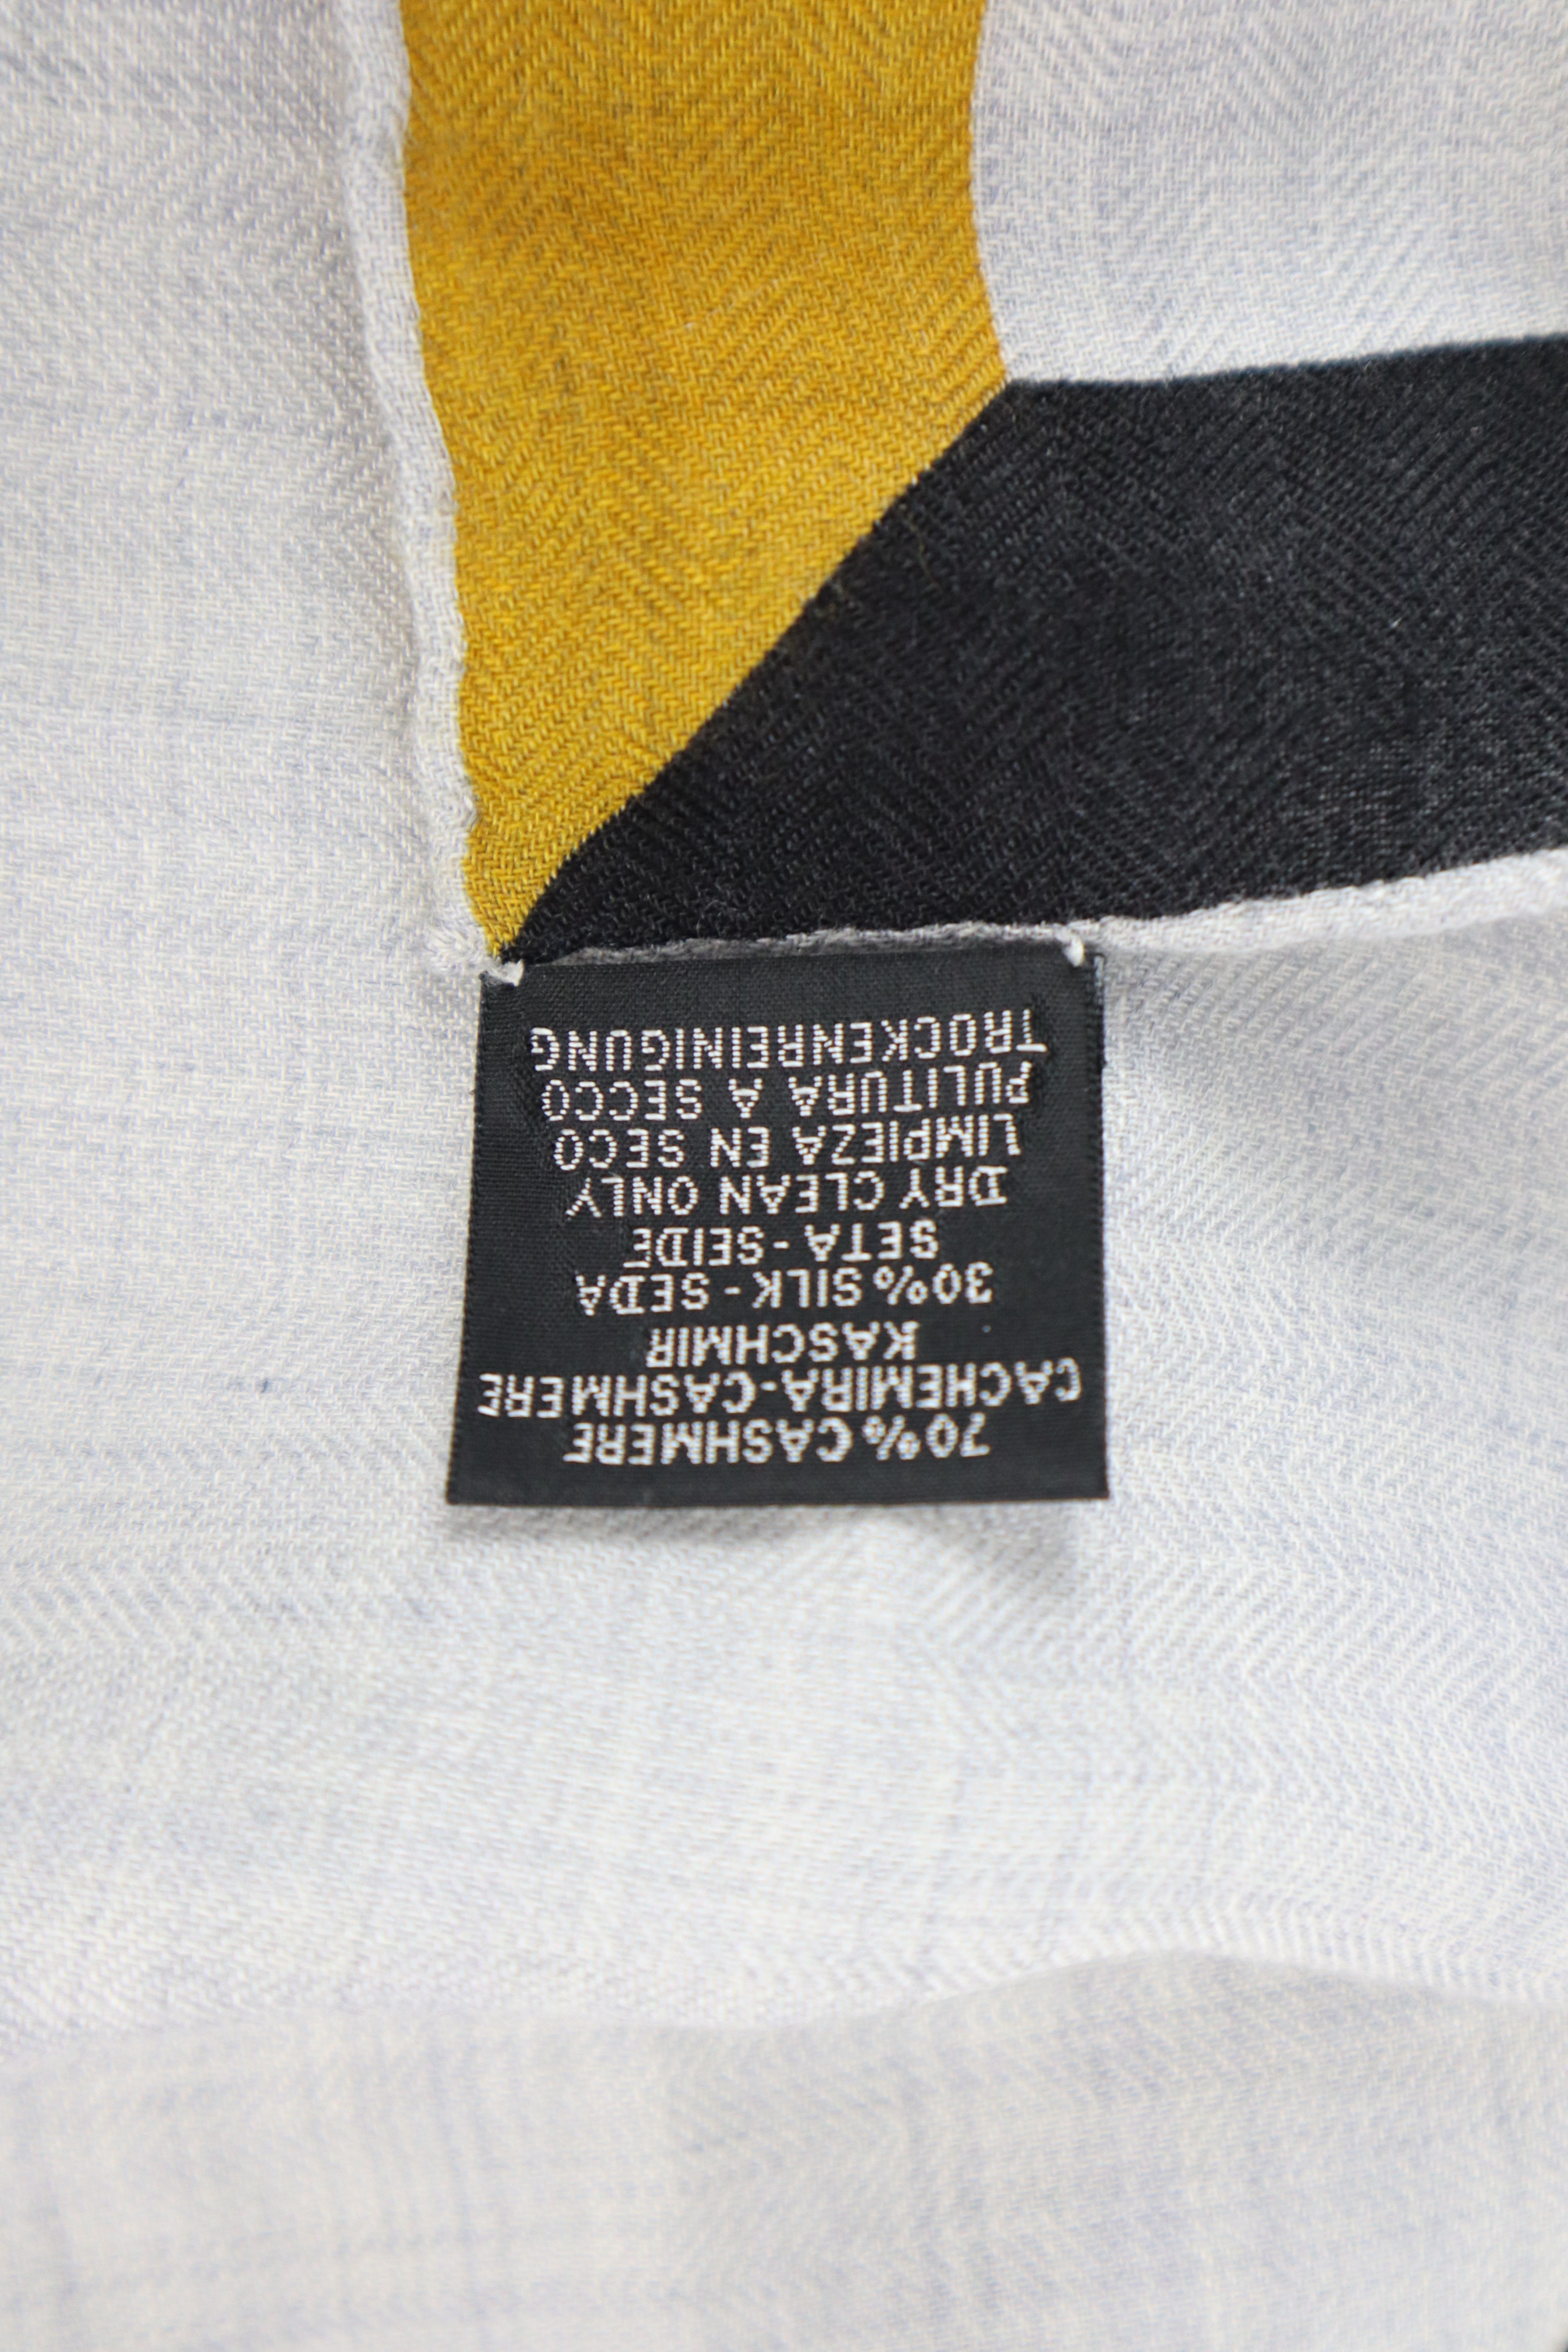 70% CASHMERE
CACHEMIRA-CASHMERE
KASCHMIR
30% SILK - SEDA
SETA - SEIDE
DRY CLEAN ONLY
LIMPIEZA EN SECO
PULITURA A SECCO
TROCKENREINIGUNG